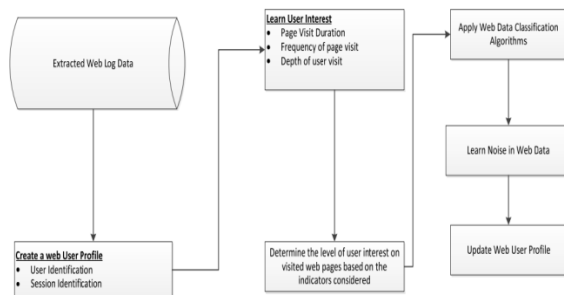 Extracted Web Log Data
Create a web User Profile
• User Identification
• Session Identification
Learn User Interest
• Page Visit Duration
• Frequency of page visit
• Depth of user visit
Determine the level of user interest on
visited web pages based on the
indicators considered
Apply Web Data Classification
Algorithms
Learn Noise in Web Data
Update Web User Profile